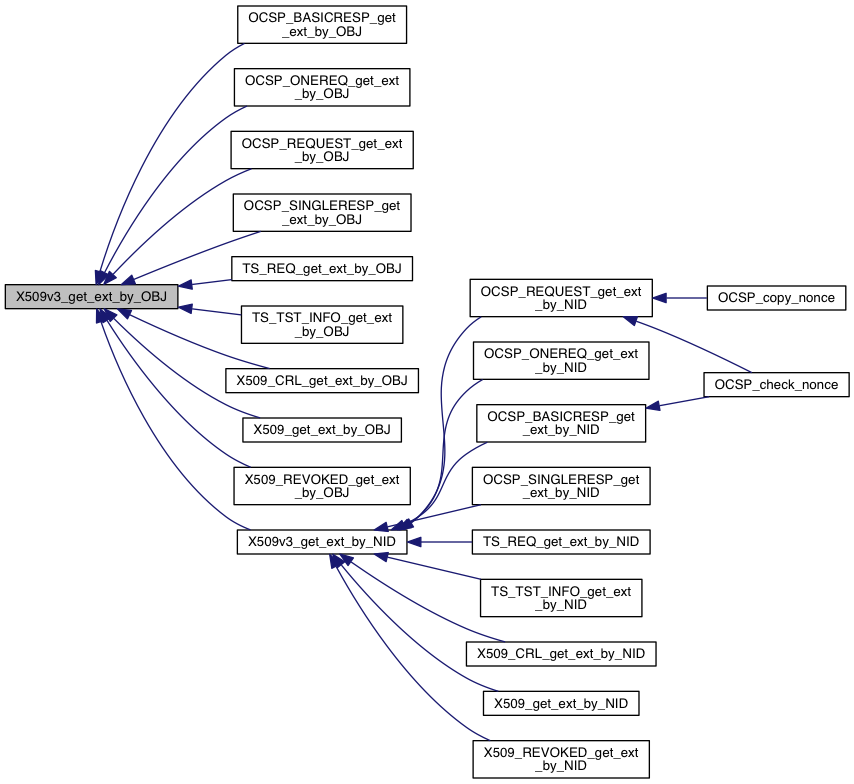 X509v3_get_ext_by_OBJ
OCSP_BASICRESP_get
_ext_by_OBJ
OCSP_ONEREQ_get_ext
_by_OBJ
OCSP_REQUEST_get_ext
_by_OBJ
OCSP_SINGLERESP_get
_ext_by_OBJ
TS_REQ_get_ext_by_OBJ
TS_TST_INFO_get_ext
_by_OBJ
X509_CRL_get_ext_by_OBJ
X509_get_ext_by_OBJ
X509_REVOKED_get_ext
_by_OBJ
X509v3_get_ext_by_NID
OCSP_REQUEST_get_ext
_by_NID
OCSP_ONEREQ_get_ext
_by_NID
OCSP_BASICRESP_get
_ext_by_NID
OCSP_SINGLERESP_get
_ext_by_NID
TS_REQ_get_ext_by_NID
TS_TST_INFO_get_ext
_by_NID
X509_CRL_get_ext_by_NID
X509_get_ext_by_NID
X509_REVOKED_get_ext
_by_NID
OCSP_copy_nonce
OCSP_check_nonce